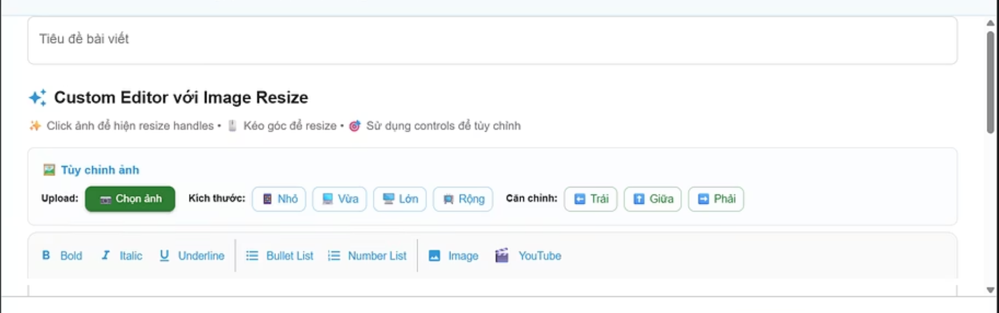 Tiêu đề bài viết
Custom Editor với Image Resize
Click ảnh để hiện resize handles • Kéo góc để resize • Sử dụng controls để tùy chỉnh
Tùy chỉnh ảnh
Upload: Chọn ảnh Kích thước: Nhỏ Vừa Lớn Rộng Căn chỉnh: Trái Giữa Phải
B Bold I Italic U Underline Bullet List Number List Image YouTube